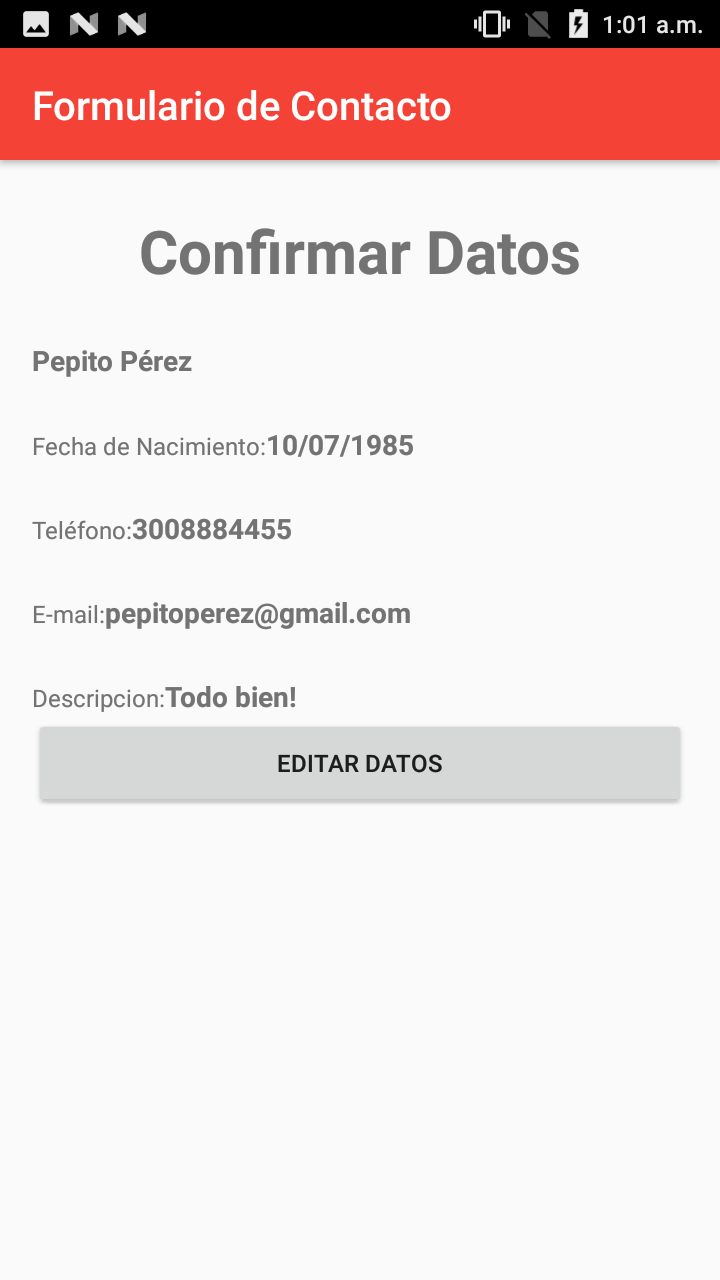 1:01 a.m.
Formulario de Contacto
Confirmar Datos
Pepito Pérez
Fecha de Nacimiento:10/07/1985
Teléfono:3008884455
E-mail:pepitoperez@gmail.com
Descripcion:Todo bien!
EDITAR DATOS